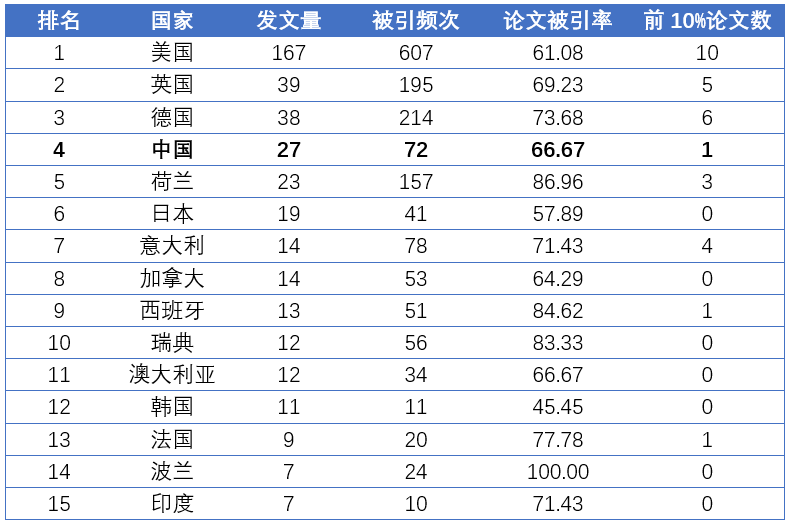 排名 国家 发文量 被引频次 论文被引率 前10%论文数
1 美国 167 607 61.08 10
2 英国 39 195 69.23 5
3 德国 38 214 73.68 6
4 中国 27 72 66.67 1
5 荷兰 23 157 86.96 3
6 日本 19 41 57.89 0
7 意大利 14 78 71.43 4
8 加拿大 14 53 64.29 0
9 西班牙 13 51 84.62 1
10 瑞典 12 56 83.33 0
11 澳大利亚 12 34 66.67 0
12 韩国 11 11 45.45 0
13 法国 9 20 77.78 1
14 波兰 7 24 100.00 0
15 印度 7 10 71.43 0